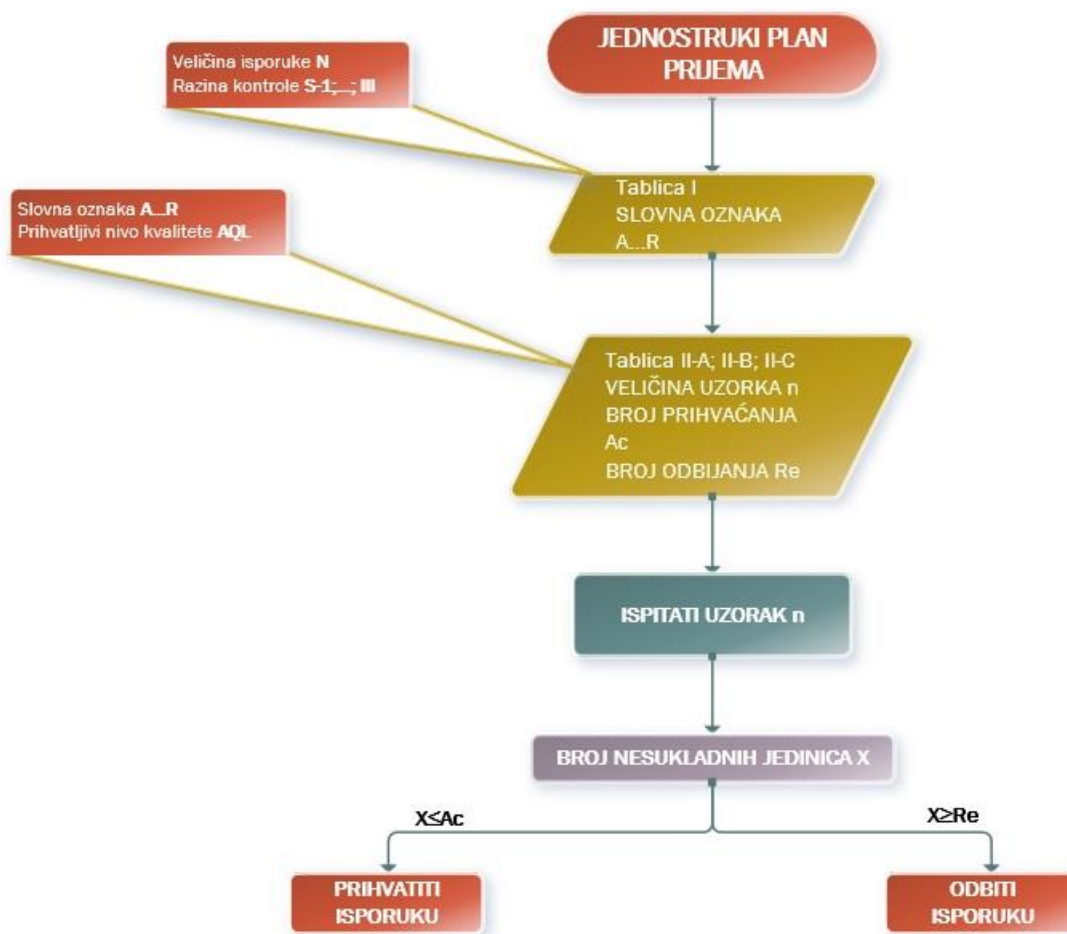 JEDNOSTRUKI PLAN
PRIJEMA
Veličina isporuke N
Razina kontrole S-1;...; III
Tablica I
SLOVNA OZNAKA
A...R
Slovna oznaka A...R
Prihvatljivi nivo kvalitete AQL
Tablica II-A; II-B; II-C
VELIČINA UZORKA n
BROJ PRIHVAĆANJA
Ac
BROJ ODBIJANJA Re
ISPITATI UZORAK n
BROJ NESUKLADNIH JEDINICA X
X≤Ac
X≥Re
PRIHVATITI
ISPORUKU
ODBITI
ISPORUKU